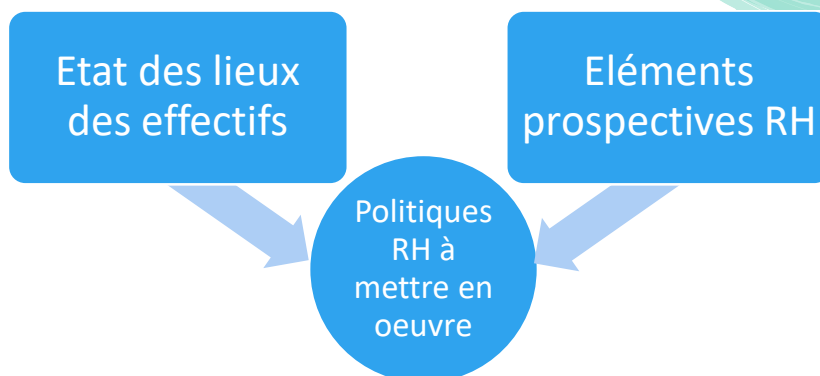 Etat des lieux
des effectifs
Eléments
prospectives RH
Politiques
RH à
mettre en
oeuvre